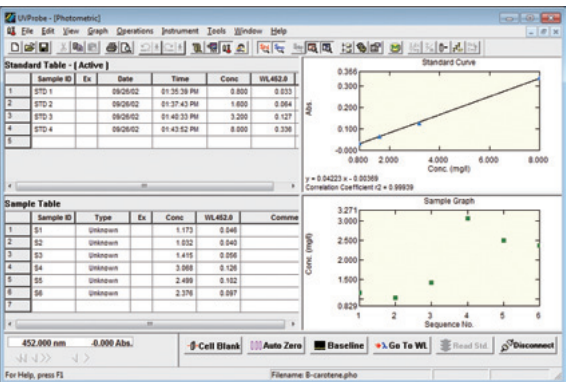 UVProbe - [Photometric]
File Edit View Graph Operations Instrument Tools Window Help
Standard Table - ( Active )
Sample ID Ex Date Time Conc WL452.0
1 STD 1 09/26/02 01:35:39 PM 0.800 0.033
2 STD 2 09/26/02 01:37:43 PM 1.600 0.064
3 STD 3 09/26/02 01:40:33 PM 3.200 0.127
4 STD 4 09/26/02 01:43:52 PM 8.000 0.336
5
Standard Curve
0.366
0.300
0.200
0.100
-0.000
Abs.
0.800 2.000 4.000 6.000 8.000
Conc. (mg/l)
y = 0.04223 x - 0.00369
Correlation Coefficient r2 = 0.99939
Sample Table
Sample ID Type Ex Conc WL452.0 Comme
1 S1 Unknown 1.173 0.046
2 S2 Unknown 1.032 0.040
3 S3 Unknown 1.415 0.056
4 S4 Unknown 3.068 0.126
5 S5 Unknown 2.499 0.102
6 S6 Unknown 2.376 0.097
7
Sample Graph
3.271
3.000
2.500
2.000
1.500
0.829
Conc. (mg/l)
1 2 3 4 5 6
Sequence No.
452.000 nm -0.000 Abs.
Cell Blank Auto Zero Baseline Go To WL Read Std. Disconnect
For Help, press F1 Filename: B-carotene.pho